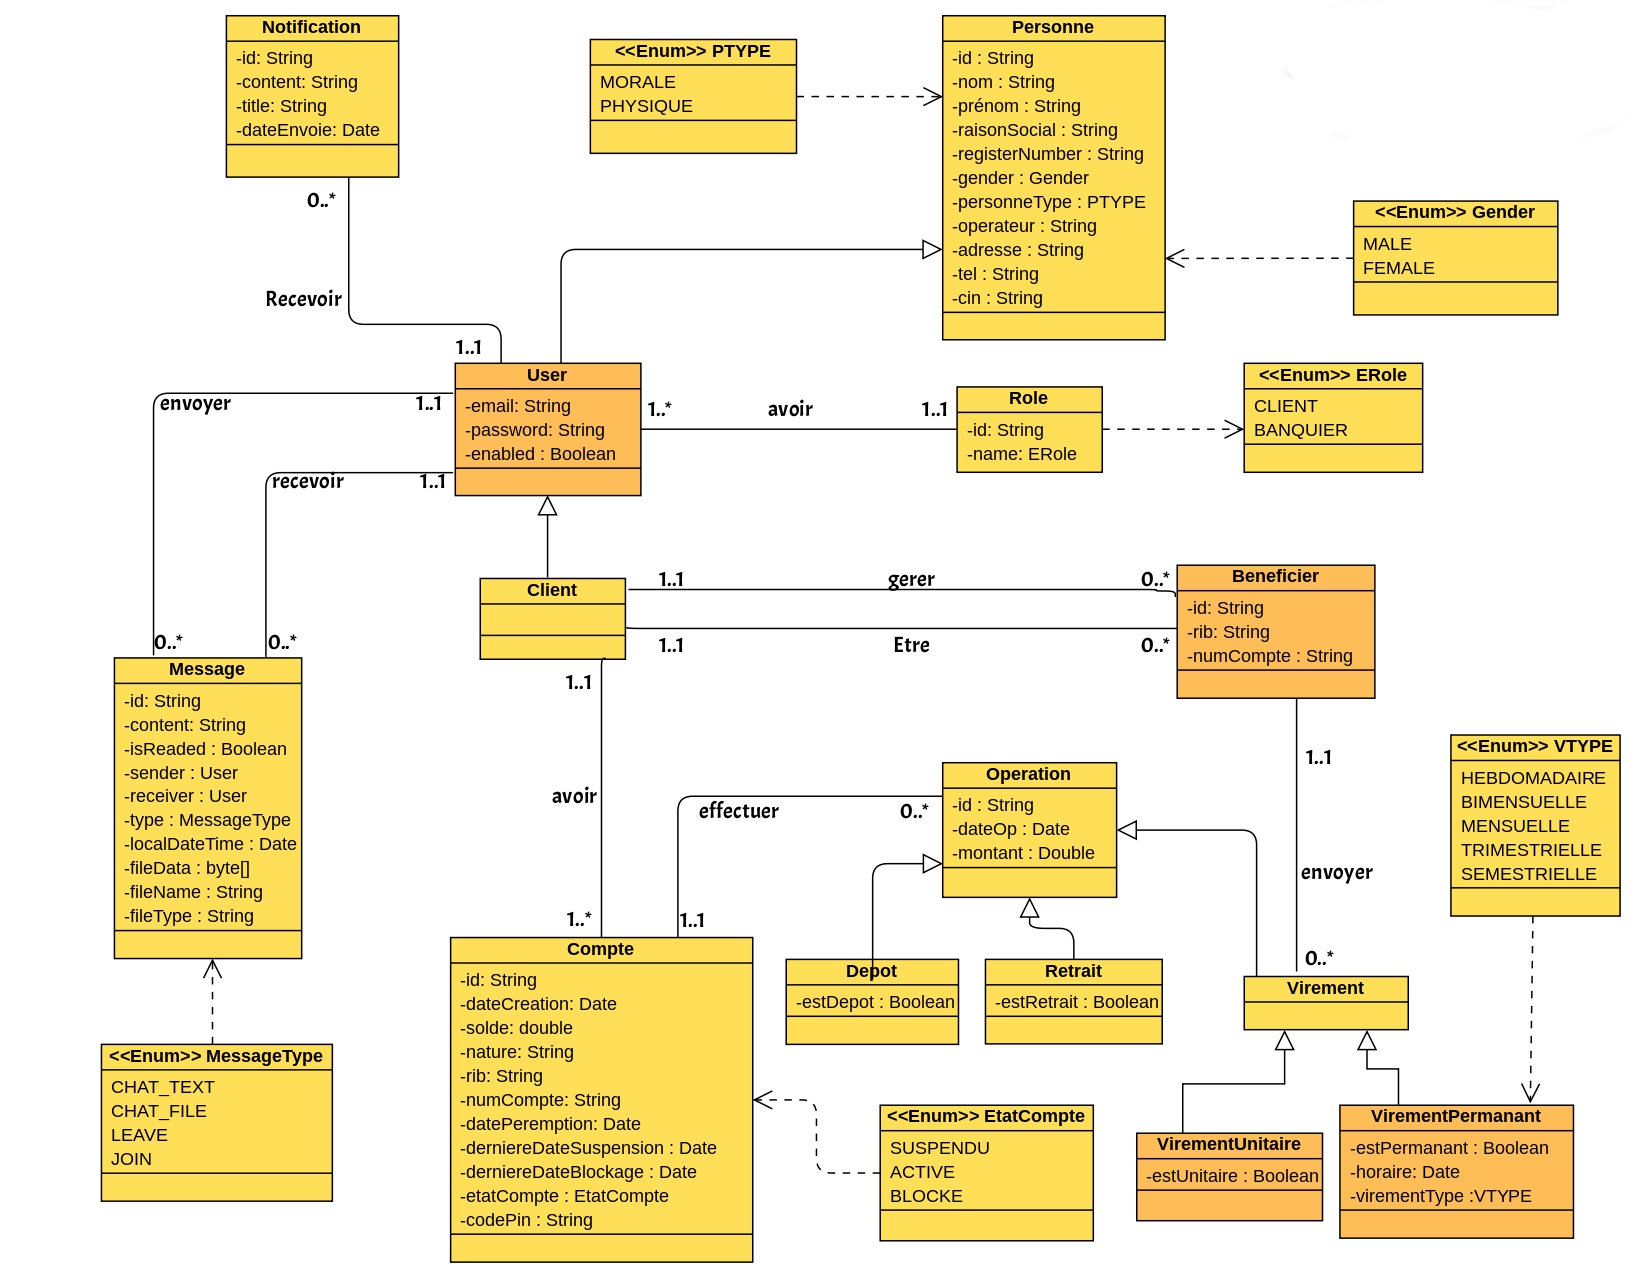 Notification
-id: String
-content: String
-title: String
-dateEnvoie: Date
<<Enum>> PTYPE
MORALE
PHYSIQUE
Personne
-id : String
-nom : String
-prénom : String
-raisonSocial : String
-registerNumber : String
-gender : Gender
-personneType : PTYPE
-operateur : String
-adresse : String
-tel : String
-cin : String
<<Enum>> Gender
MALE
FEMALE
0..*
Recevoir
1..1
User
-email: String
-password: String
-enabled : Boolean
1..*
avoir
1..1
Role
-id: String
-name: ERole
<<Enum>> ERole
CLIENT
BANQUIER
envoyer
1..1
recevoir
1..1
0..*
0..*
Client
1..1
gerer
0..*
1..1
Etre
0..*
Beneficier
-id: String
-rib: String
-numCompte : String
Message
-id: String
-content: String
-isReaded : Boolean
-sender : User
-receiver : User
-type : MessageType
-localDateTime : Date
-fileData : byte[]
-fileName : String
-fileType : String
<<Enum>> MessageType
CHAT_TEXT
CHAT_FILE
LEAVE
JOIN
1..1
avoir
1..*
effectuer
0..*
1..1
Operation
-id : String
-dateOp : Date
-montant : Double
1..1
envoyer
0..*
<<Enum>> VTYPE
HEBDOMADAIRE
BIMENSUELLE
MENSUELLE
TRIMESTRIELLE
SEMESTRIELLE
Compte
-id: String
-dateCreation: Date
-solde: double
-nature: String
-rib: String
-numCompte: String
-datePeremption: Date
-derniereDateSuspension : Date
-derniereDateBlockage : Date
-etatCompte : EtatCompte
-codePin : String
Depot
-estDepot : Boolean
Retrait
-estRetrait : Boolean
Virement
<<Enum>> EtatCompte
SUSPENDU
ACTIVE
BLOCKE
VirementUnitaire
-estUnitaire : Boolean
VirementPermanant
-estPermanant : Boolean
-horaire: Date
-virementType :VTYPE